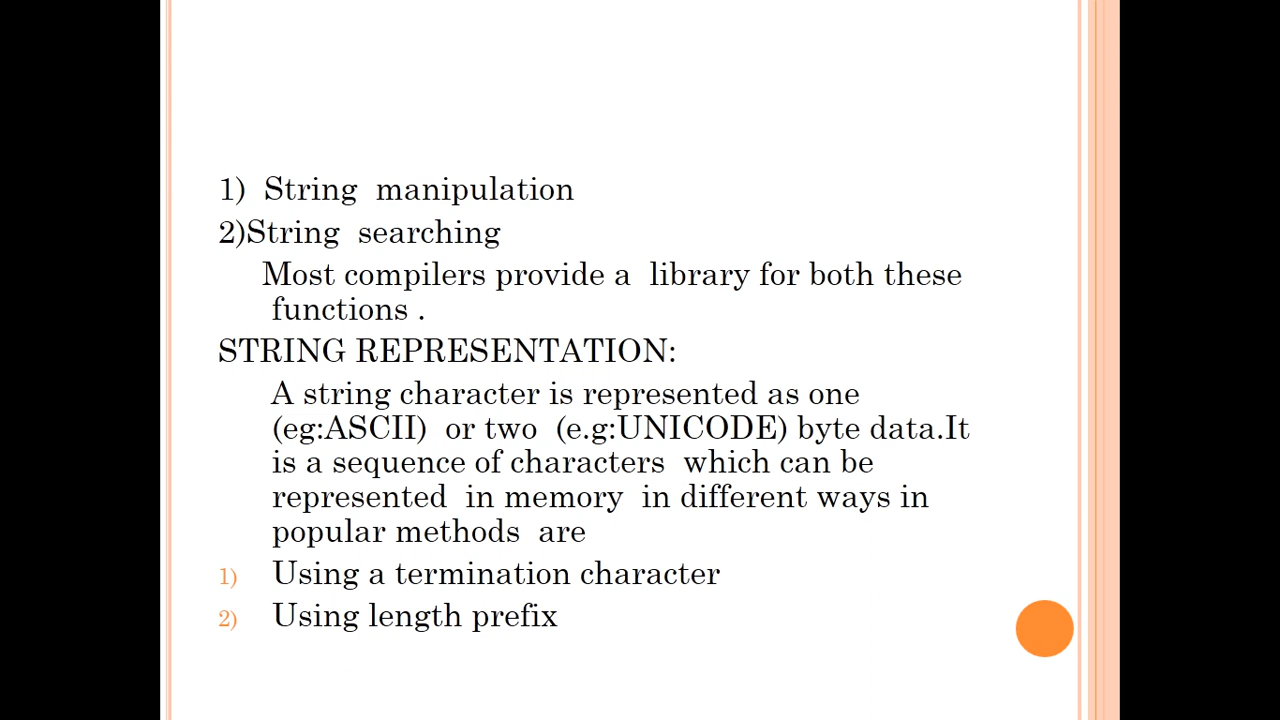 1) String manipulation
2)String searching
Most compilers provide a library for both these
functions .
STRING REPRESENTATION:
A string character is represented as one
(eg:ASCII) or two (e.g:UNICODE) byte data.It
is a sequence of characters which can be
represented in memory in different ways in
popular methods are
1) Using a termination character
2) Using length prefix